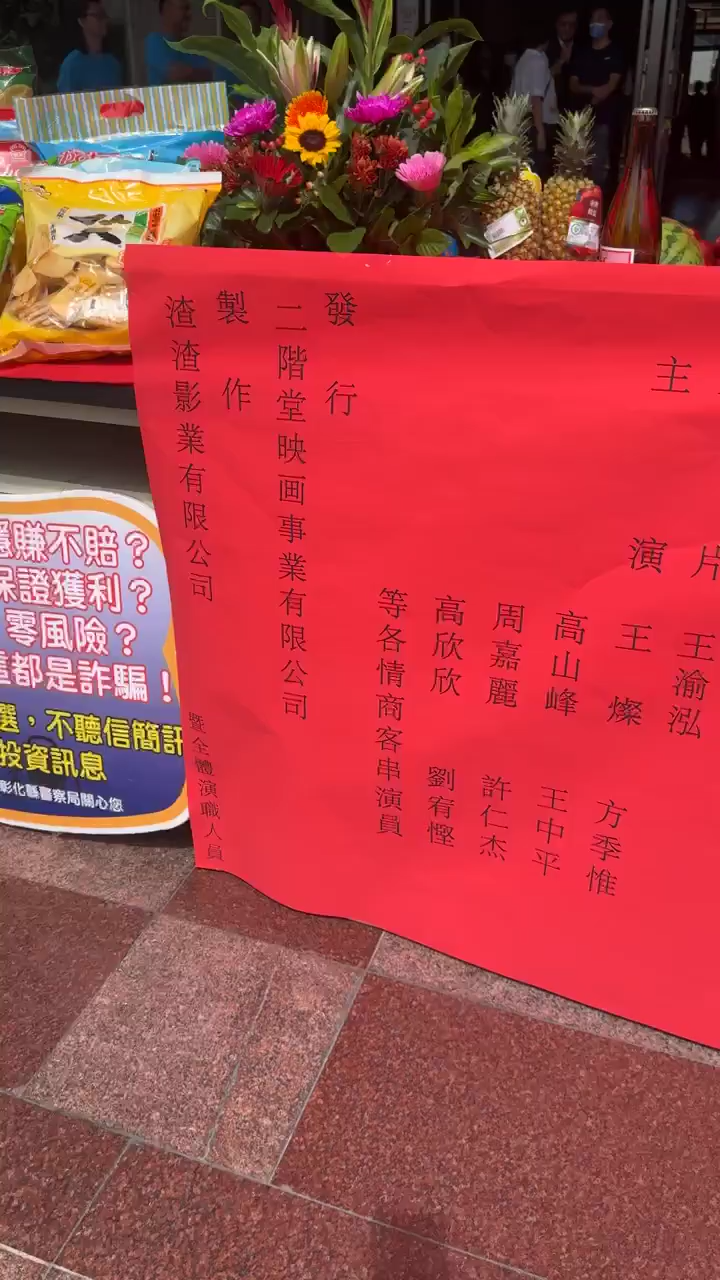 主
演
片
王渝泓
王燦
方季惟
高山峰
王中平
周嘉麗
許仁杰
高欣欣
劉宥慳
等各情商客串演員
發行
二階堂映画事業有限公司
製作
渣渣影業有限公司
暨全體演職人員
穩賺不賠？
保證獲利？
零風險？
這都是詐騙！
選，不聽信簡訊
投資訊息
彰化縣警察局關心您